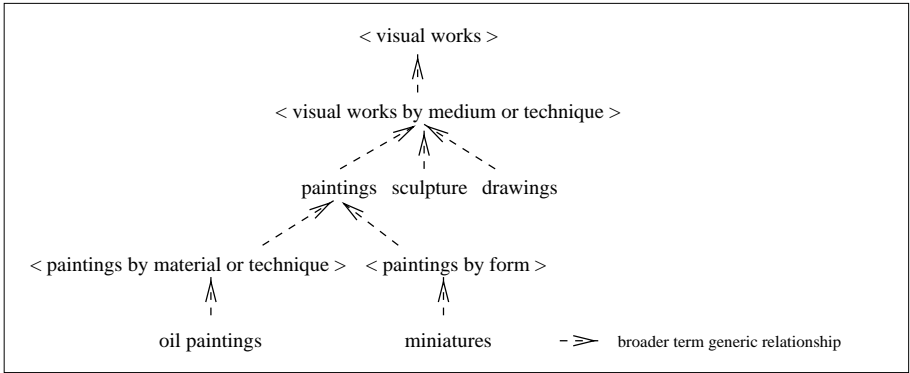 < visual works >
< visual works by medium or technique >
paintings sculpture drawings
< paintings by material or technique > < paintings by form >
oil paintings miniatures broader term generic relationship